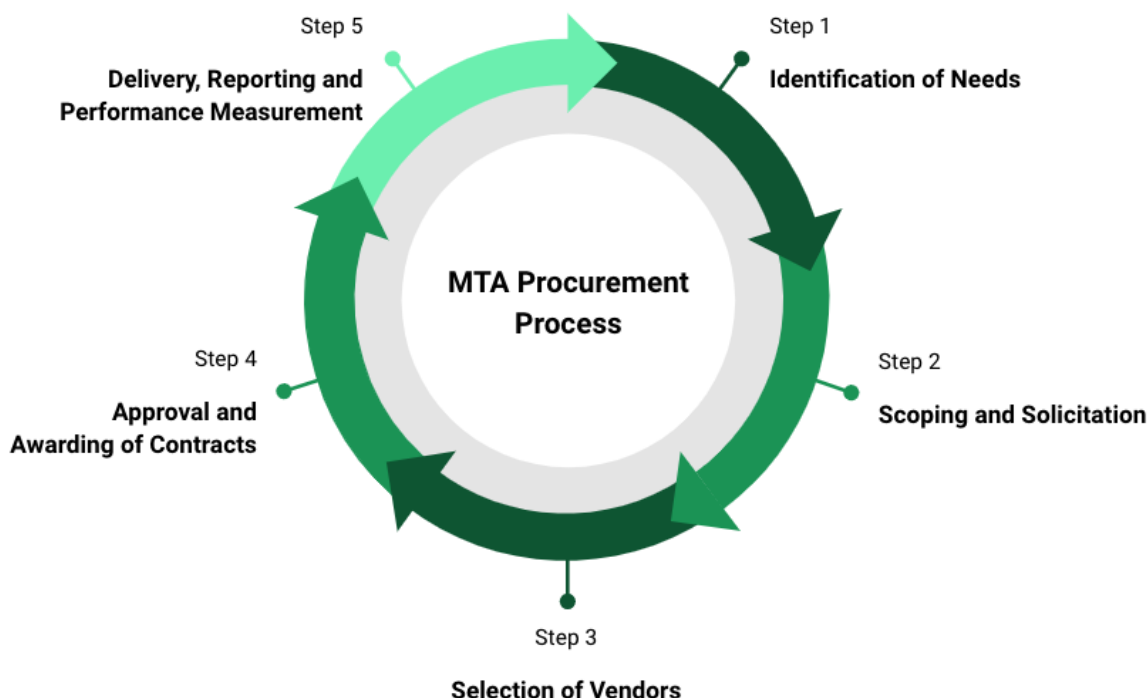 Step 1
Identification of Needs
Step 2
Scoping and Solicitation
Step 3
Selection of Vendors
Step 4
Approval and
Awarding of Contracts
Step 5
Delivery, Reporting and
Performance Measurement
MTA Procurement
Process